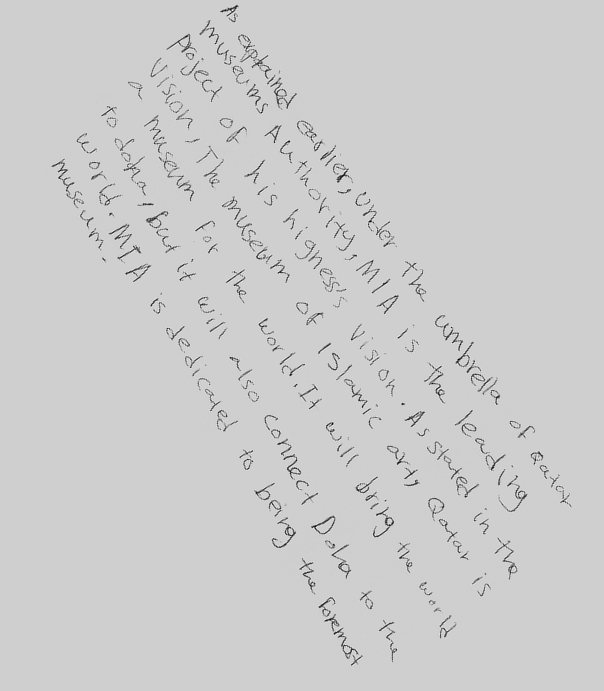 As explained earlier, under the umbrella of Qatar
museums Authority, MIA is the leading
project of his highness's vision. As stated in the
Vision, The museum of Islamic art, Qatar is
a museum for the world. It will bring the world
to doha, but it will also connect Doha to the
world. MIA is dedicated to being the foremost
museum.